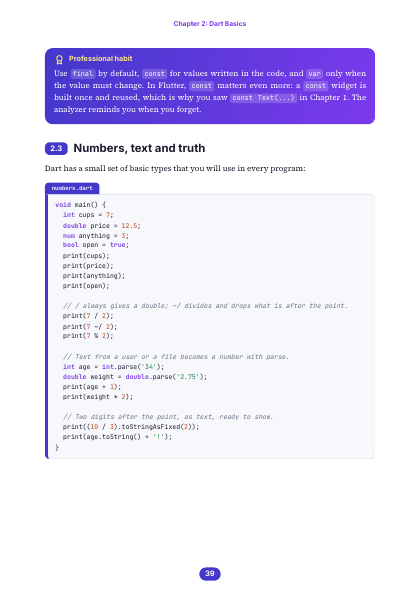 Chapter 2: Dart Basics
Professional habit
Use final by default, const for values written in the code, and var only when
the value must change. In Flutter, const matters even more: a const widget is
built once and reused, which is why you saw const Text(...) in Chapter 1. The
analyzer reminds you when you forget.
2.3 Numbers, text and truth
Dart has a small set of basic types that you will use in every program:
numbers.dart
void main() {
  int cups = 7;
  double price = 12.5;
  num anything = 3;
  bool open = true;
  print(cups);
  print(price);
  print(anything);
  print(open);

  // / always gives a double; ~/ divides and drops what is after the point.
  print(7 / 2);
  print(7 ~/ 2);
  print(7 % 2);

  // Text from a user or a file becomes a number with parse.
  int age = int.parse('34');
  double weight = double.parse('2.75');
  print(age + 1);
  print(weight * 2);

  // Two digits after the point, as text, ready to show.
  print((10 / 3).toStringAsFixed(2));
  print(age.toString() + '!');
}
39